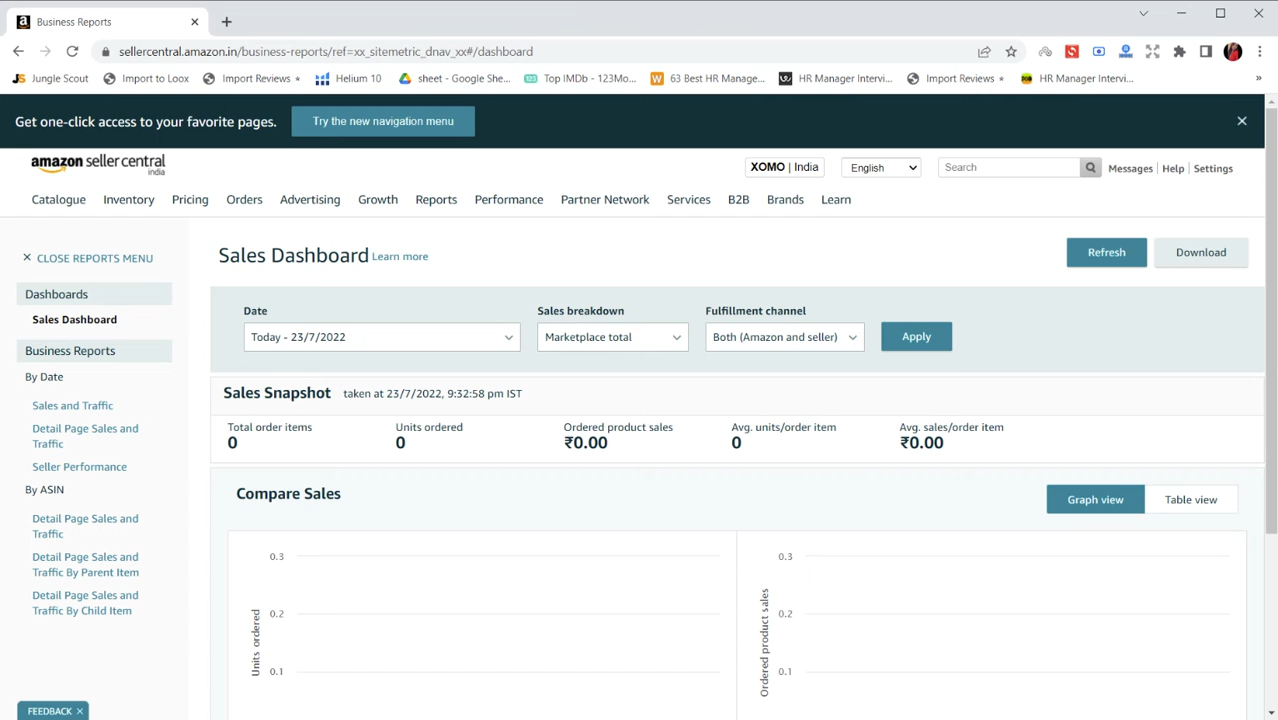 Business Reports
sellercentral.amazon.in/business-reports/ref=xx_sitemetric_dnav_xx#/dashboard
Jungle Scout
Import to Loox
Import Reviews
Helium 10
sheet - Google She...
Top IMDb - 123Mo...
63 Best HR Manage...
HR Manager Intervi...
Import Reviews
HR Manager Intervi...
Get one-click access to your favorite pages.
Try the new navigation menu
amazon seller central
india
XOMO | India
English
Search
Messages | Help | Settings
Catalogue Inventory Pricing Orders Advertising Growth Reports Performance Partner Network Services B2B Brands Learn
CLOSE REPORTS MENU
Dashboards
Sales Dashboard
Business Reports
By Date
Sales and Traffic
Detail Page Sales and
Traffic
Seller Performance
By ASIN
Detail Page Sales and
Traffic
Detail Page Sales and
Traffic By Parent Item
Detail Page Sales and
Traffic By Child Item
FEEDBACK
Sales Dashboard Learn more
Refresh
Download
Date
Today - 23/7/2022
Sales breakdown
Marketplace total
Fulfillment channel
Both (Amazon and seller)
Apply
Sales Snapshot taken at 23/7/2022, 9:32:58 pm IST
Total order items
0
Units ordered
0
Ordered product sales
₹0.00
Avg. units/order item
0
Avg. sales/order item
₹0.00
Compare Sales
Graph view
Table view
Units ordered
0.3
0.2
0.1
Ordered product sales
0.3
0.2
0.1